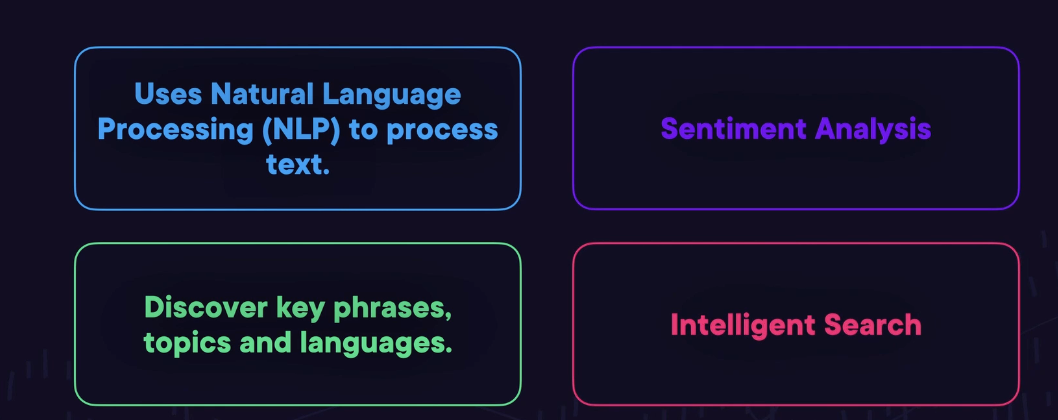 Uses Natural Language
Processing (NLP) to process
text.
Sentiment Analysis
Discover key phrases,
topics and languages.
Intelligent Search